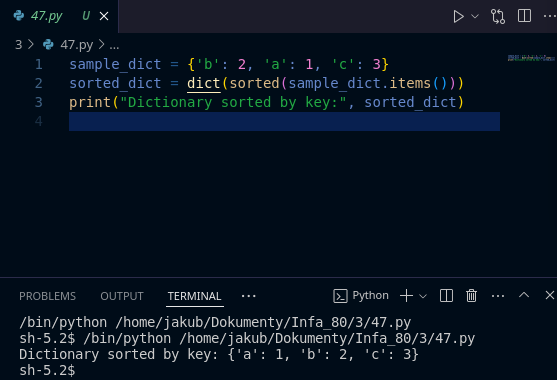 47.py U
3 > 47.py > ...
1 sample_dict = {'b': 2, 'a': 1, 'c': 3}
2 sorted_dict = dict(sorted(sample_dict.items()))
3 print("Dictionary sorted by key:", sorted_dict)
4
PROBLEMS OUTPUT TERMINAL ... Python
/bin/python /home/jakub/Dokumenty/Infa_80/3/47.py
sh-5.2$ /bin/python /home/jakub/Dokumenty/Infa_80/3/47.py
Dictionary sorted by key: {'a': 1, 'b': 2, 'c': 3}
sh-5.2$